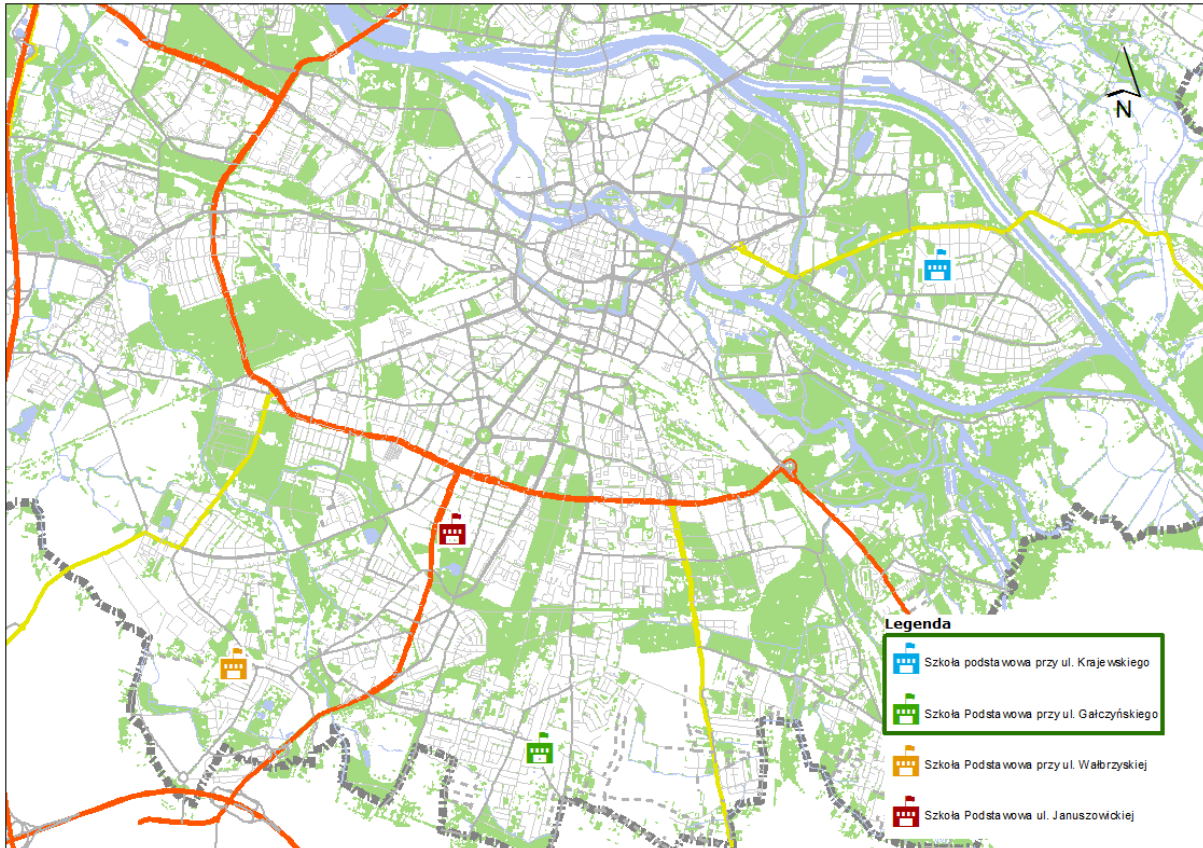 N
Legenda
Szkoła podstawowa przy ul. Krajewskiego
Szkoła Podstawowa przy ul. Gałczyńskiego
Szkoła Podstawowa przy ul. Wałbrzyskiej
Szkoła Podstawowa ul. Januszowickiej